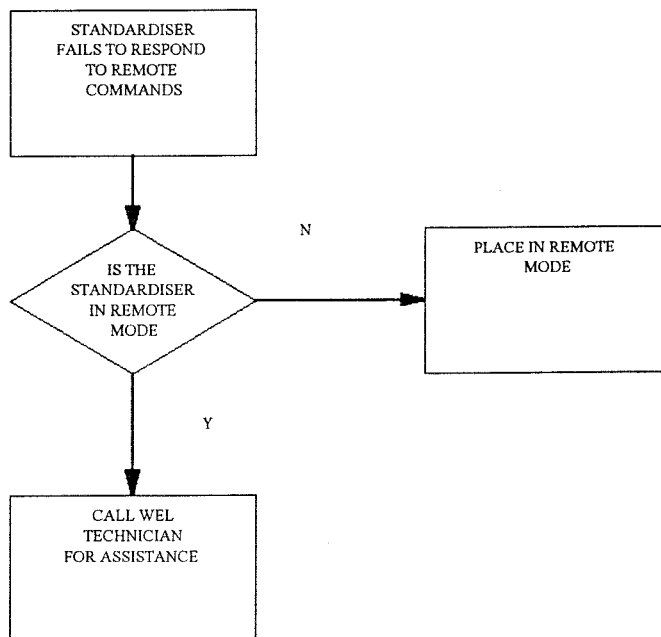 STANDARDISER
FAILS TO RESPOND
TO REMOTE
COMMANDS
N
PLACE IN REMOTE
MODE
IS THE
STANDARDISER
IN REMOTE
MODE
Y
CALL WEL
TECHNICIAN
FOR ASSISTANCE